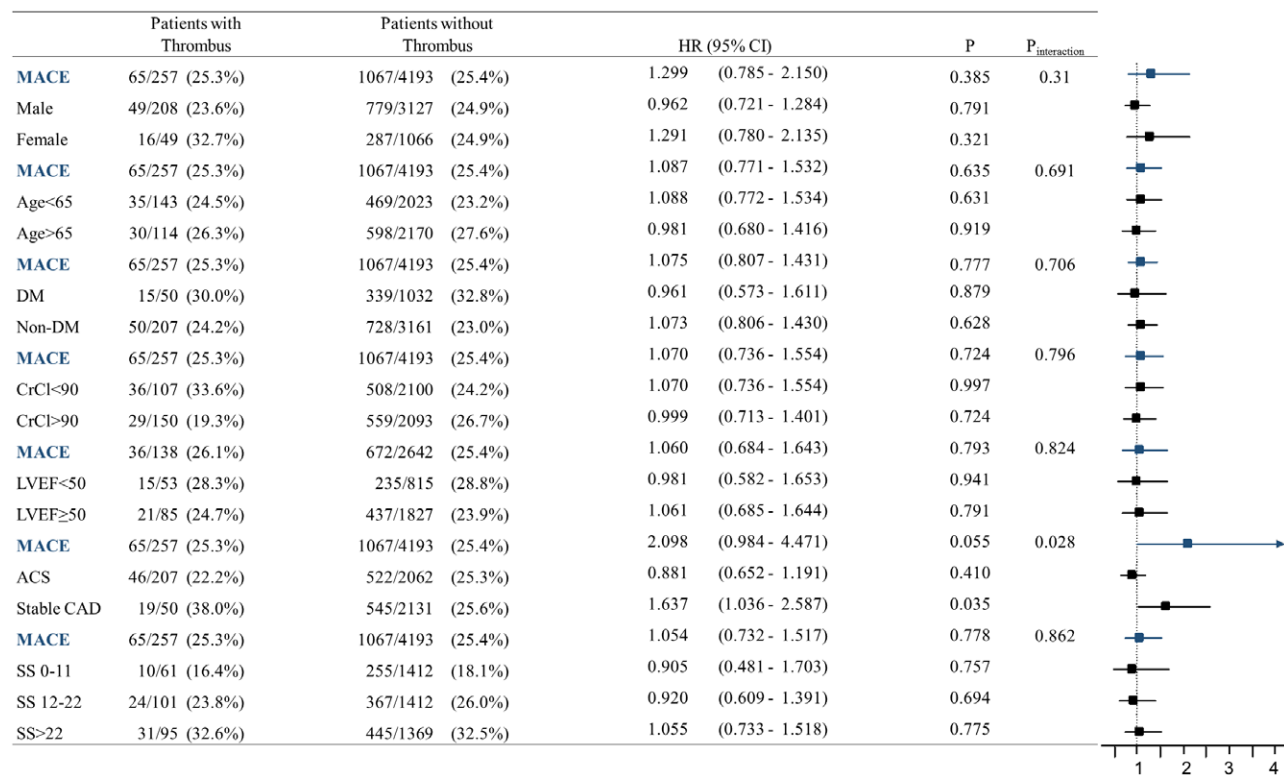 Patients with Thrombus Patients without Thrombus HR (95% CI) P Pinteraction
MACE 65/257 (25.3%) 1067/4193 (25.4%) 1.299 (0.785 - 2.150) 0.385 0.31
Male 49/208 (23.6%) 779/3127 (24.9%) 0.962 (0.721 - 1.284) 0.791
Female 16/49 (32.7%) 287/1066 (24.9%) 1.291 (0.780 - 2.135) 0.321
MACE 65/257 (25.3%) 1067/4193 (25.4%) 1.087 (0.771 - 1.532) 0.635 0.691
Age<65 35/143 (24.5%) 469/2023 (23.2%) 1.088 (0.772 - 1.534) 0.631
Age>65 30/114 (26.3%) 598/2170 (27.6%) 0.981 (0.680 - 1.416) 0.919
MACE 65/257 (25.3%) 1067/4193 (25.4%) 1.075 (0.807 - 1.431) 0.777 0.706
DM 15/50 (30.0%) 339/1032 (32.8%) 0.961 (0.573 - 1.611) 0.879
Non-DM 50/207 (24.2%) 728/3161 (23.0%) 1.073 (0.806 - 1.430) 0.628
MACE 65/257 (25.3%) 1067/4193 (25.4%) 1.070 (0.736 - 1.554) 0.724 0.796
CrCl<90 36/107 (33.6%) 508/2100 (24.2%) 1.070 (0.736 - 1.554) 0.997
CrCl>90 29/150 (19.3%) 559/2093 (26.7%) 0.999 (0.713 - 1.401) 0.724
MACE 36/138 (26.1%) 672/2642 (25.4%) 1.060 (0.684 - 1.643) 0.793 0.824
LVEF<50 15/53 (28.3%) 235/815 (28.8%) 0.981 (0.582 - 1.653) 0.941
LVEF≥50 21/85 (24.7%) 437/1827 (23.9%) 1.061 (0.685 - 1.644) 0.791
MACE 65/257 (25.3%) 1067/4193 (25.4%) 2.098 (0.984 - 4.471) 0.055 0.028
ACS 46/207 (22.2%) 522/2062 (25.3%) 0.881 (0.652 - 1.191) 0.410
Stable CAD 19/50 (38.0%) 545/2131 (25.6%) 1.637 (1.036 - 2.587) 0.035
MACE 65/257 (25.3%) 1067/4193 (25.4%) 1.054 (0.732 - 1.517) 0.778 0.862
SS 0-11 10/61 (16.4%) 255/1412 (18.1%) 0.905 (0.481 - 1.703) 0.757
SS 12-22 24/101 (23.8%) 367/1412 (26.0%) 0.920 (0.609 - 1.391) 0.694
SS>22 31/95 (32.6%) 445/1369 (32.5%) 1.055 (0.733 - 1.518) 0.775
1 2 3 4